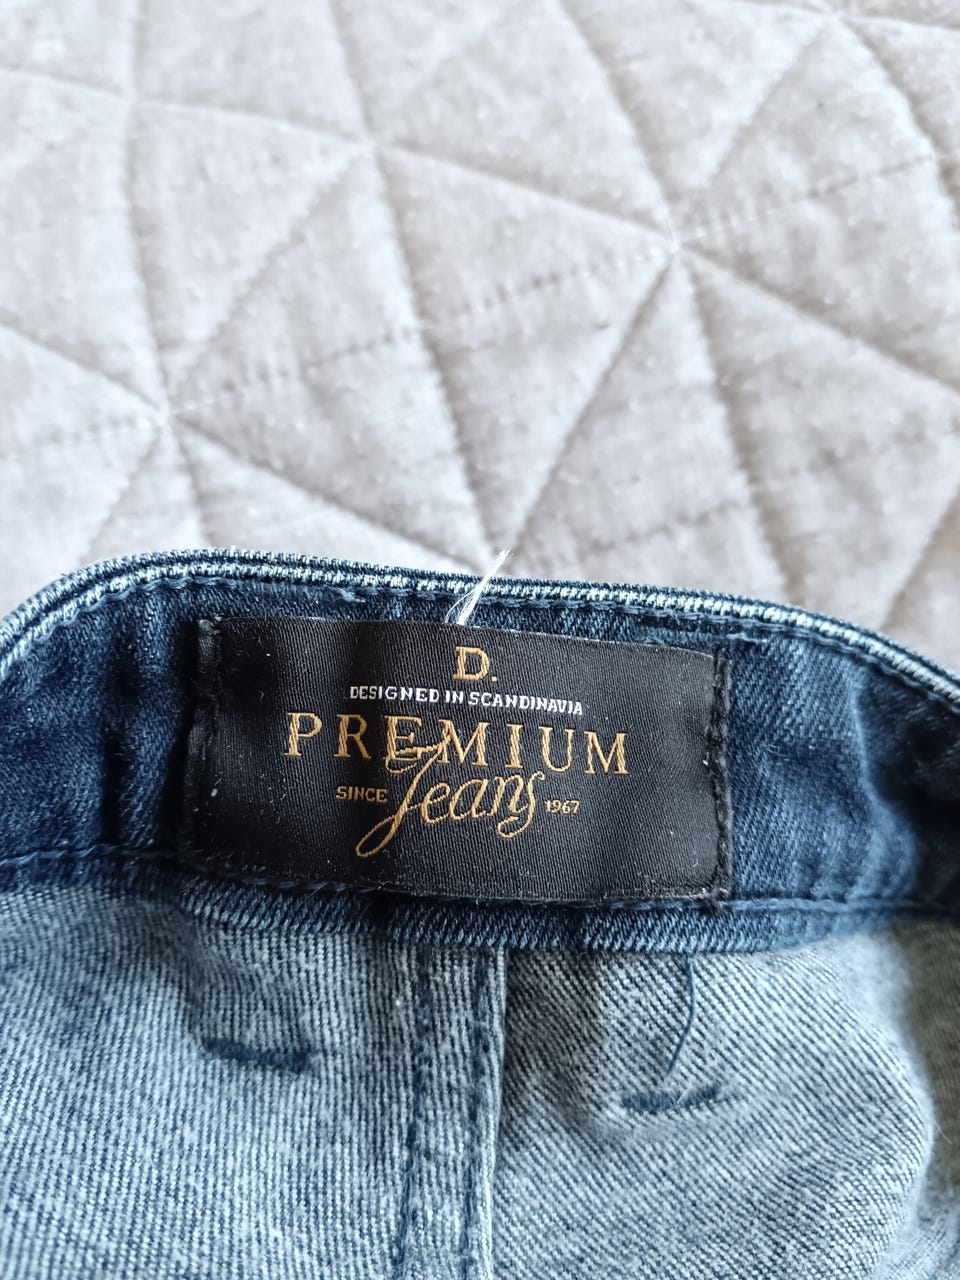 D.
DESIGNED IN SCANDINAVIA
PREMIUM
SINCE Jeans 1967